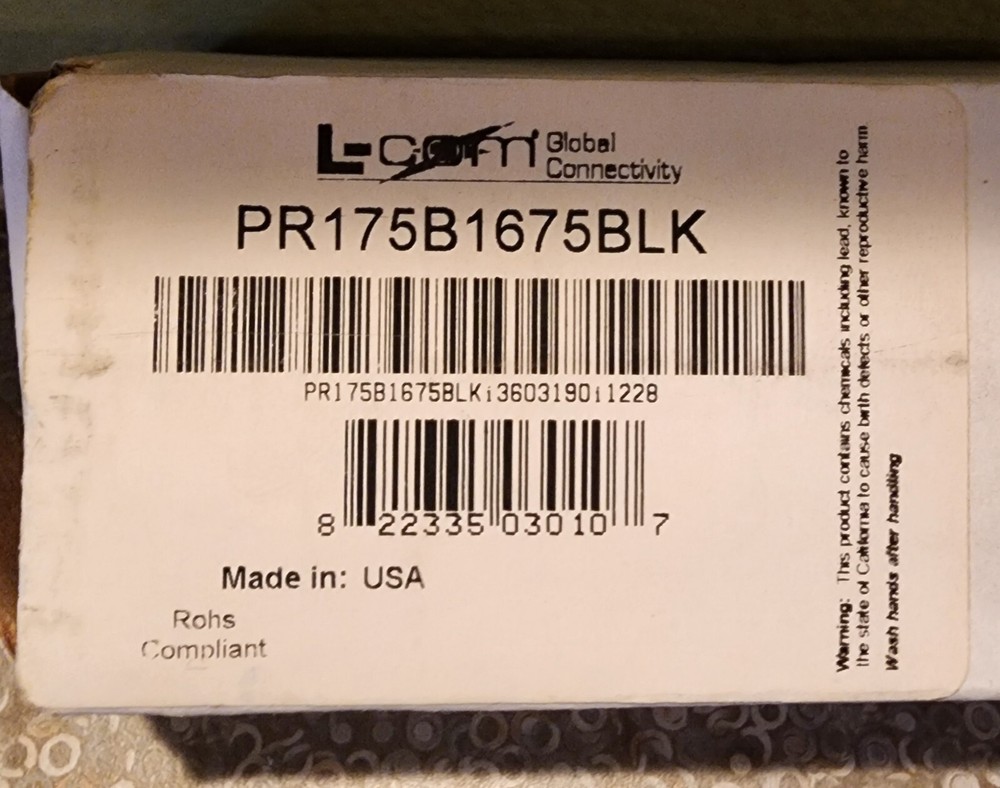 L-com Global
Connectivity
PR175B1675BLK
PR175B1675BLKi3603190i1228
8 22335 03010 7
Made in: USA
Rohs
Compliant
Warning: This product contains chemicals including lead, known to
the state of California to cause birth defects or other reproductive harm
Wash hands after handling